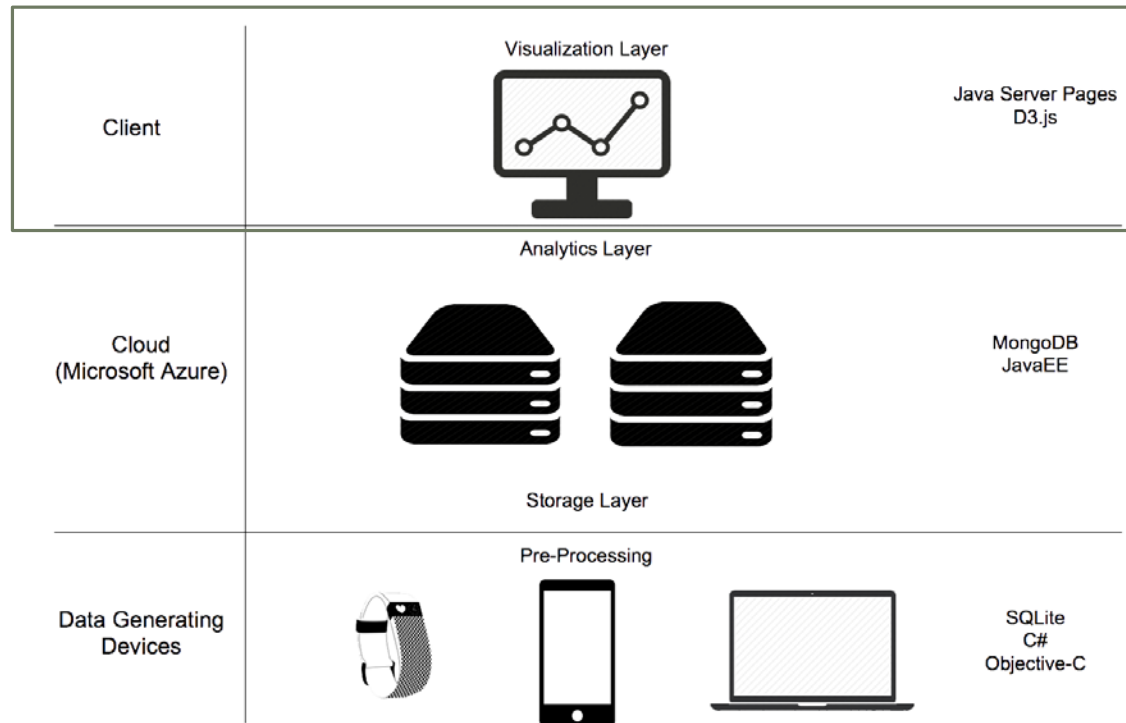 Visualization Layer
Client
Java Server Pages
D3.js
Analytics Layer
Cloud
(Microsoft Azure)
MongoDB
JavaEE
Storage Layer
Pre-Processing
Data Generating
Devices
SQLite
C#
Objective-C